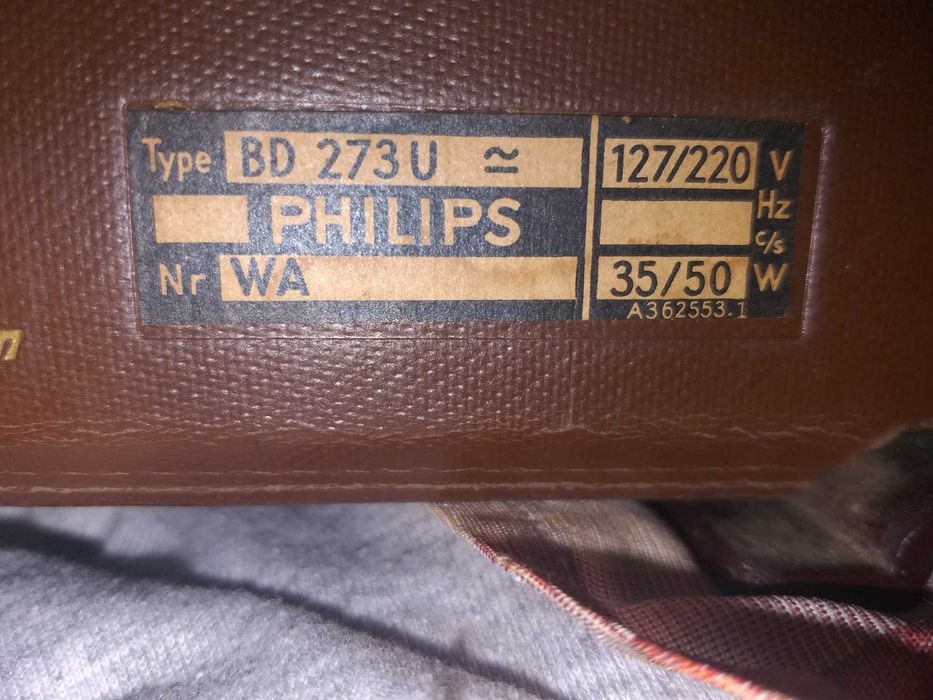 Type BD 273U ≂ 127/220 V
PHILIPS Hz c/s
Nr WA 35/50 W
A362553.1
n